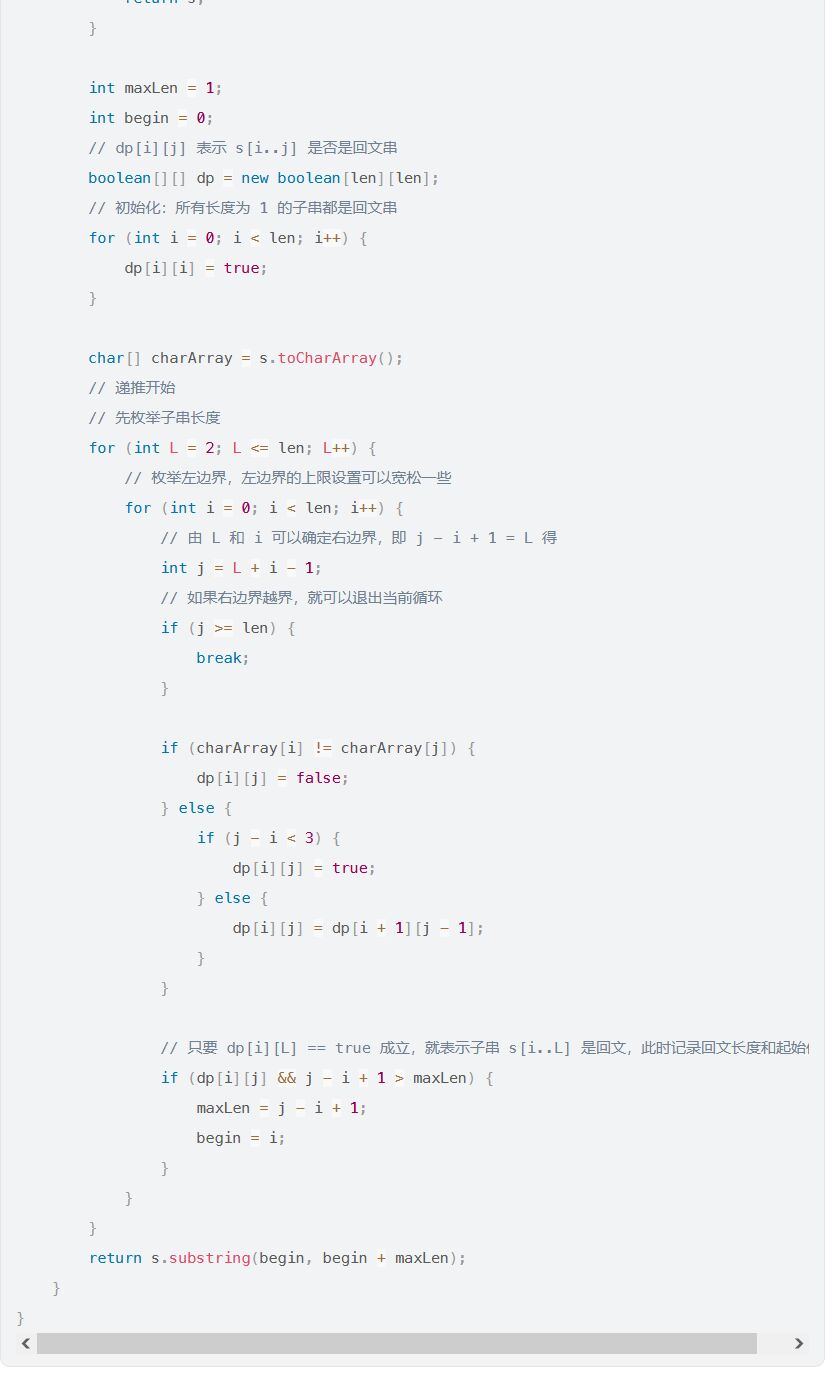 return s;
        }

        int maxLen = 1;
        int begin = 0;
        // dp[i][j] 表示 s[i..j] 是否是回文串
        boolean[][] dp = new boolean[len][len];
        // 初始化：所有长度为 1 的子串都是回文串
        for (int i = 0; i < len; i++) {
            dp[i][i] = true;
        }

        char[] charArray = s.toCharArray();
        // 递推开始
        // 先枚举子串长度
        for (int L = 2; L <= len; L++) {
            // 枚举左边界，左边界的上限设置可以宽松一些
            for (int i = 0; i < len; i++) {
                // 由 L 和 i 可以确定右边界，即 j - i + 1 = L 得
                int j = L + i - 1;
                // 如果右边界越界，就可以退出当前循环
                if (j >= len) {
                    break;
                }

                if (charArray[i] != charArray[j]) {
                    dp[i][j] = false;
                } else {
                    if (j - i < 3) {
                        dp[i][j] = true;
                    } else {
                        dp[i][j] = dp[i + 1][j - 1];
                    }
                }

                // 只要 dp[i][L] == true 成立，就表示子串 s[i..L] 是回文，此时记录回文长度和起始
                if (dp[i][j] && j - i + 1 > maxLen) {
                    maxLen = j - i + 1;
                    begin = i;
                }
            }
        }
        return s.substring(begin, begin + maxLen);
    }
}